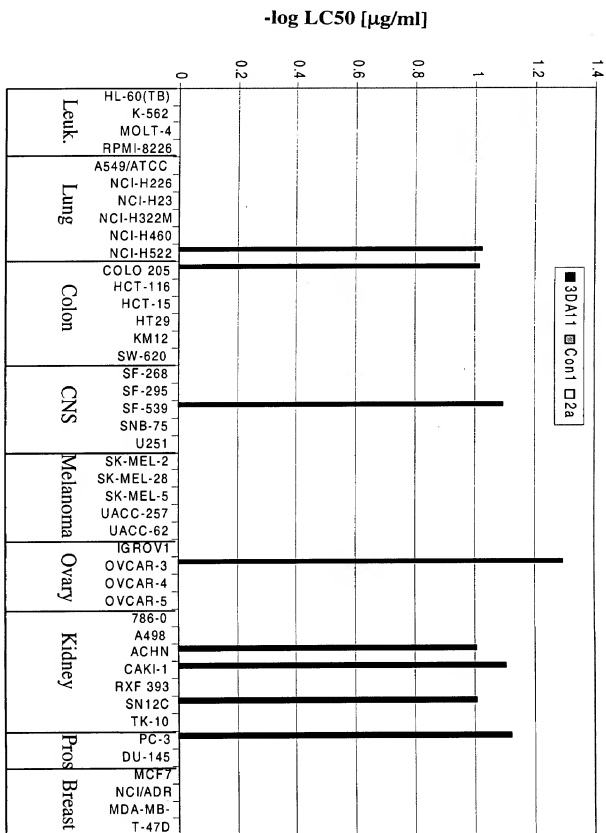 -log LC50 [µg/ml]
0
0.2
0.4
0.6
0.8
1
1.2
1.4
3DA11 Con1 2a
Leuk.
HL-60(TB)
K-562
MOLT-4
RPMI-8226
Lung
A549/ATCC
NCI-H226
NCI-H23
NCI-H322M
NCI-H460
NCI-H522
Colon
COLO 205
HCT-116
HCT-15
HT29
KM12
SW-620
CNS
SF-268
SF-295
SF-539
SNB-75
U251
Melanoma
SK-MEL-2
SK-MEL-28
SK-MEL-5
UACC-257
UACC-62
Ovary
IGROV1
OVCAR-3
OVCAR-4
OVCAR-5
Kidney
786-0
A498
ACHN
CAKI-1
RXF 393
SN12C
TK-10
Pros
PC-3
DU-145
Breast
MCF7
NCI/ADR
MDA-MB-
T-47D